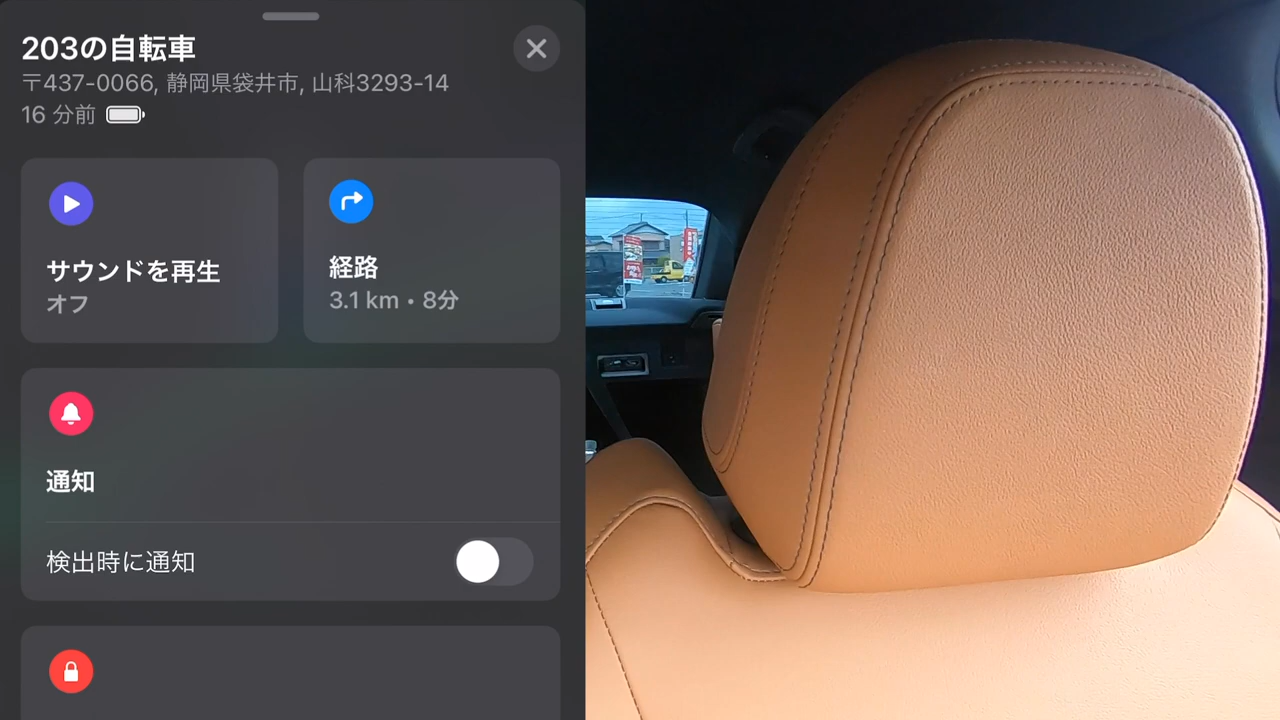 203の自転車
〒437-0066, 静岡県袋井市, 山科3293-14
16 分前
サウンドを再生
オフ
経路
3.1 km • 8分
通知
検出時に通知